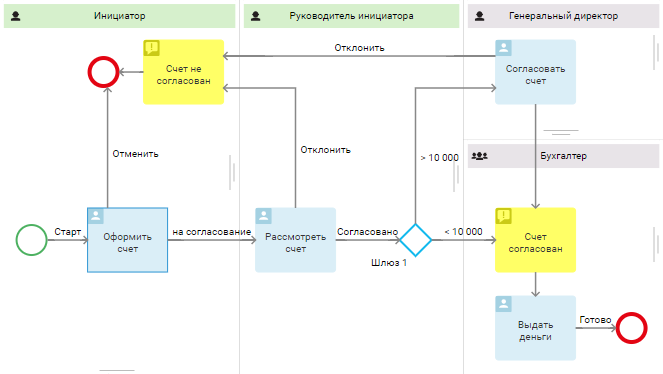 Инициатор
Руководитель инициатора
Генеральный директор
Отклонить
Счет не
согласован
Согласовать
счет
Отменить
Отклонить
> 10 000
Бухгалтер
Старт
Оформить
счет
на согласование
Рассмотреть
счет
Согласовано
Шлюз 1
< 10 000
Счет
согласован
Выдать
деньги
Готово